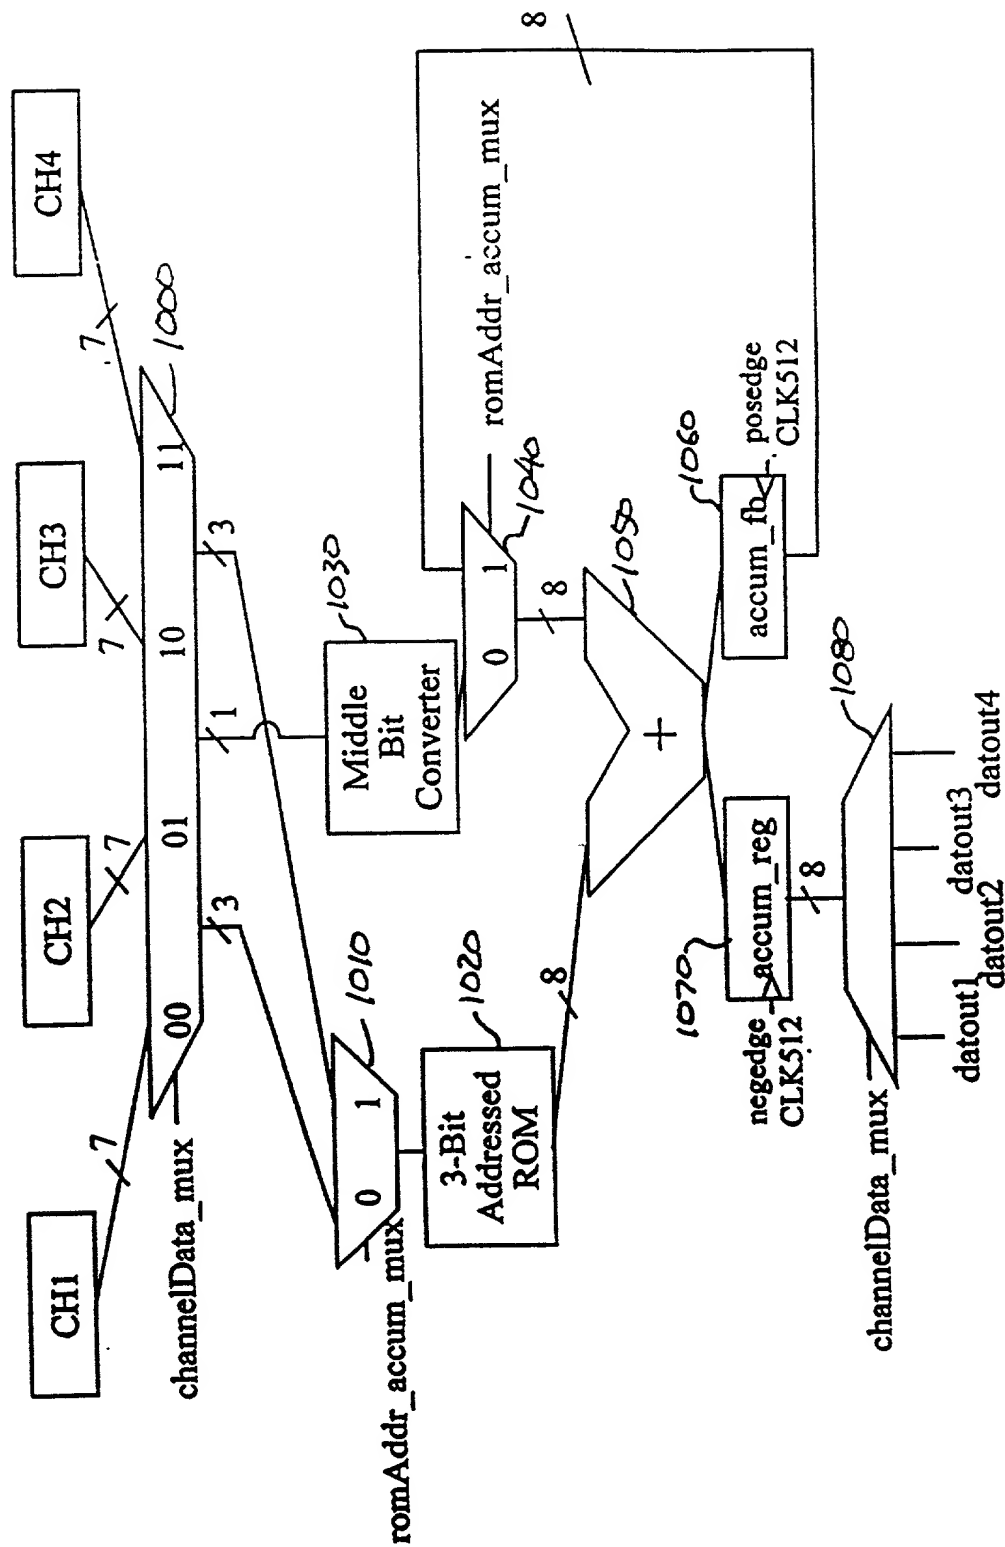 CH1
CH2
CH3
CH4
7
7
7
7
1000
channelData_mux
00
01
10
11
3
1
3
8
romAddr_accum_mux
0
1
1010
Middle
Bit
Converter
1030
0
1
romAddr_accum_mux
1040
3-Bit
Addressed
ROM
1020
8
8
+
1050
1070
accum_reg
negedge
CLK512
accum_fb
1060
posedge
CLK512
8
1080
channelData_mux
datout1
datout2
datout3
datout4